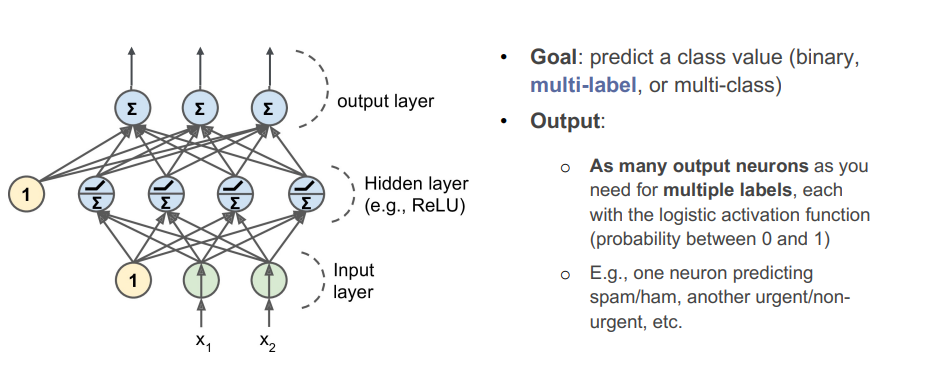 Σ Σ Σ
output layer
1
Σ Σ Σ Σ
Hidden layer
(e.g., ReLU)
1
Input
layer
x1 x2
• Goal: predict a class value (binary,
multi-label, or multi-class)
• Output:
o As many output neurons as you
need for multiple labels, each
with the logistic activation function
(probability between 0 and 1)
o E.g., one neuron predicting
spam/ham, another urgent/non-
urgent, etc.